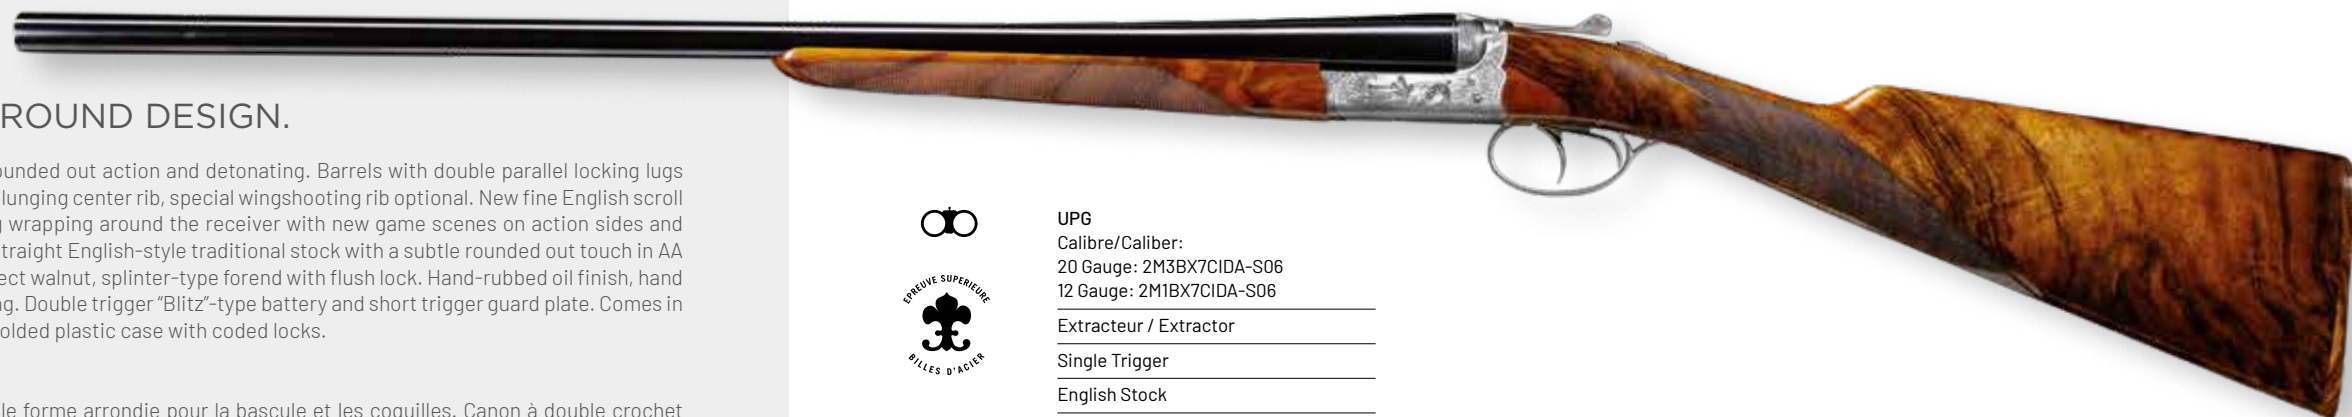 ROUND DESIGN.
ounded out action and detonating. Barrels with double parallel locking lugs
lunging center rib, special wingshooting rib optional. New fine English scroll
g wrapping around the receiver with new game scenes on action sides and
traight English-style traditional stock with a subtle rounded out touch in AA
ect walnut, splinter-type forend with flush lock. Hand-rubbed oil finish, hand
ng. Double trigger “Blitz”-type battery and short trigger guard plate. Comes in
olded plastic case with coded locks.
le forme arrondie pour la bascule et les coquilles. Canon à double crochet
EPREUVE SUPERIEURE
BILLES D'ACIER
UPG
Calibre/Caliber:
20 Gauge: 2M3BX7CIDA-S06
12 Gauge: 2M1BX7CIDA-S06
Extracteur / Extractor
Single Trigger
English Stock